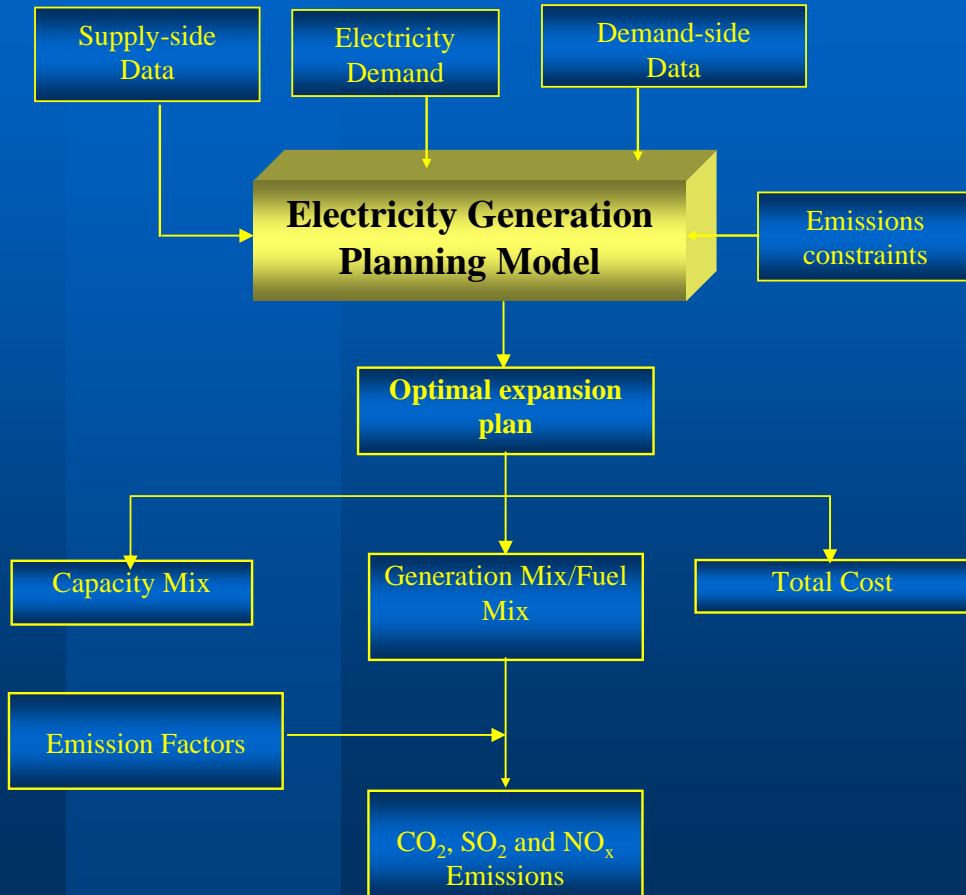 Supply-side
Data
Electricity
Demand
Demand-side
Data
Electricity Generation
Planning Model
Emissions
constraints
Optimal expansion
plan
Capacity Mix
Generation Mix/Fuel
Mix
Total Cost
Emission Factors
CO₂, SO₂ and NOₓ
Emissions